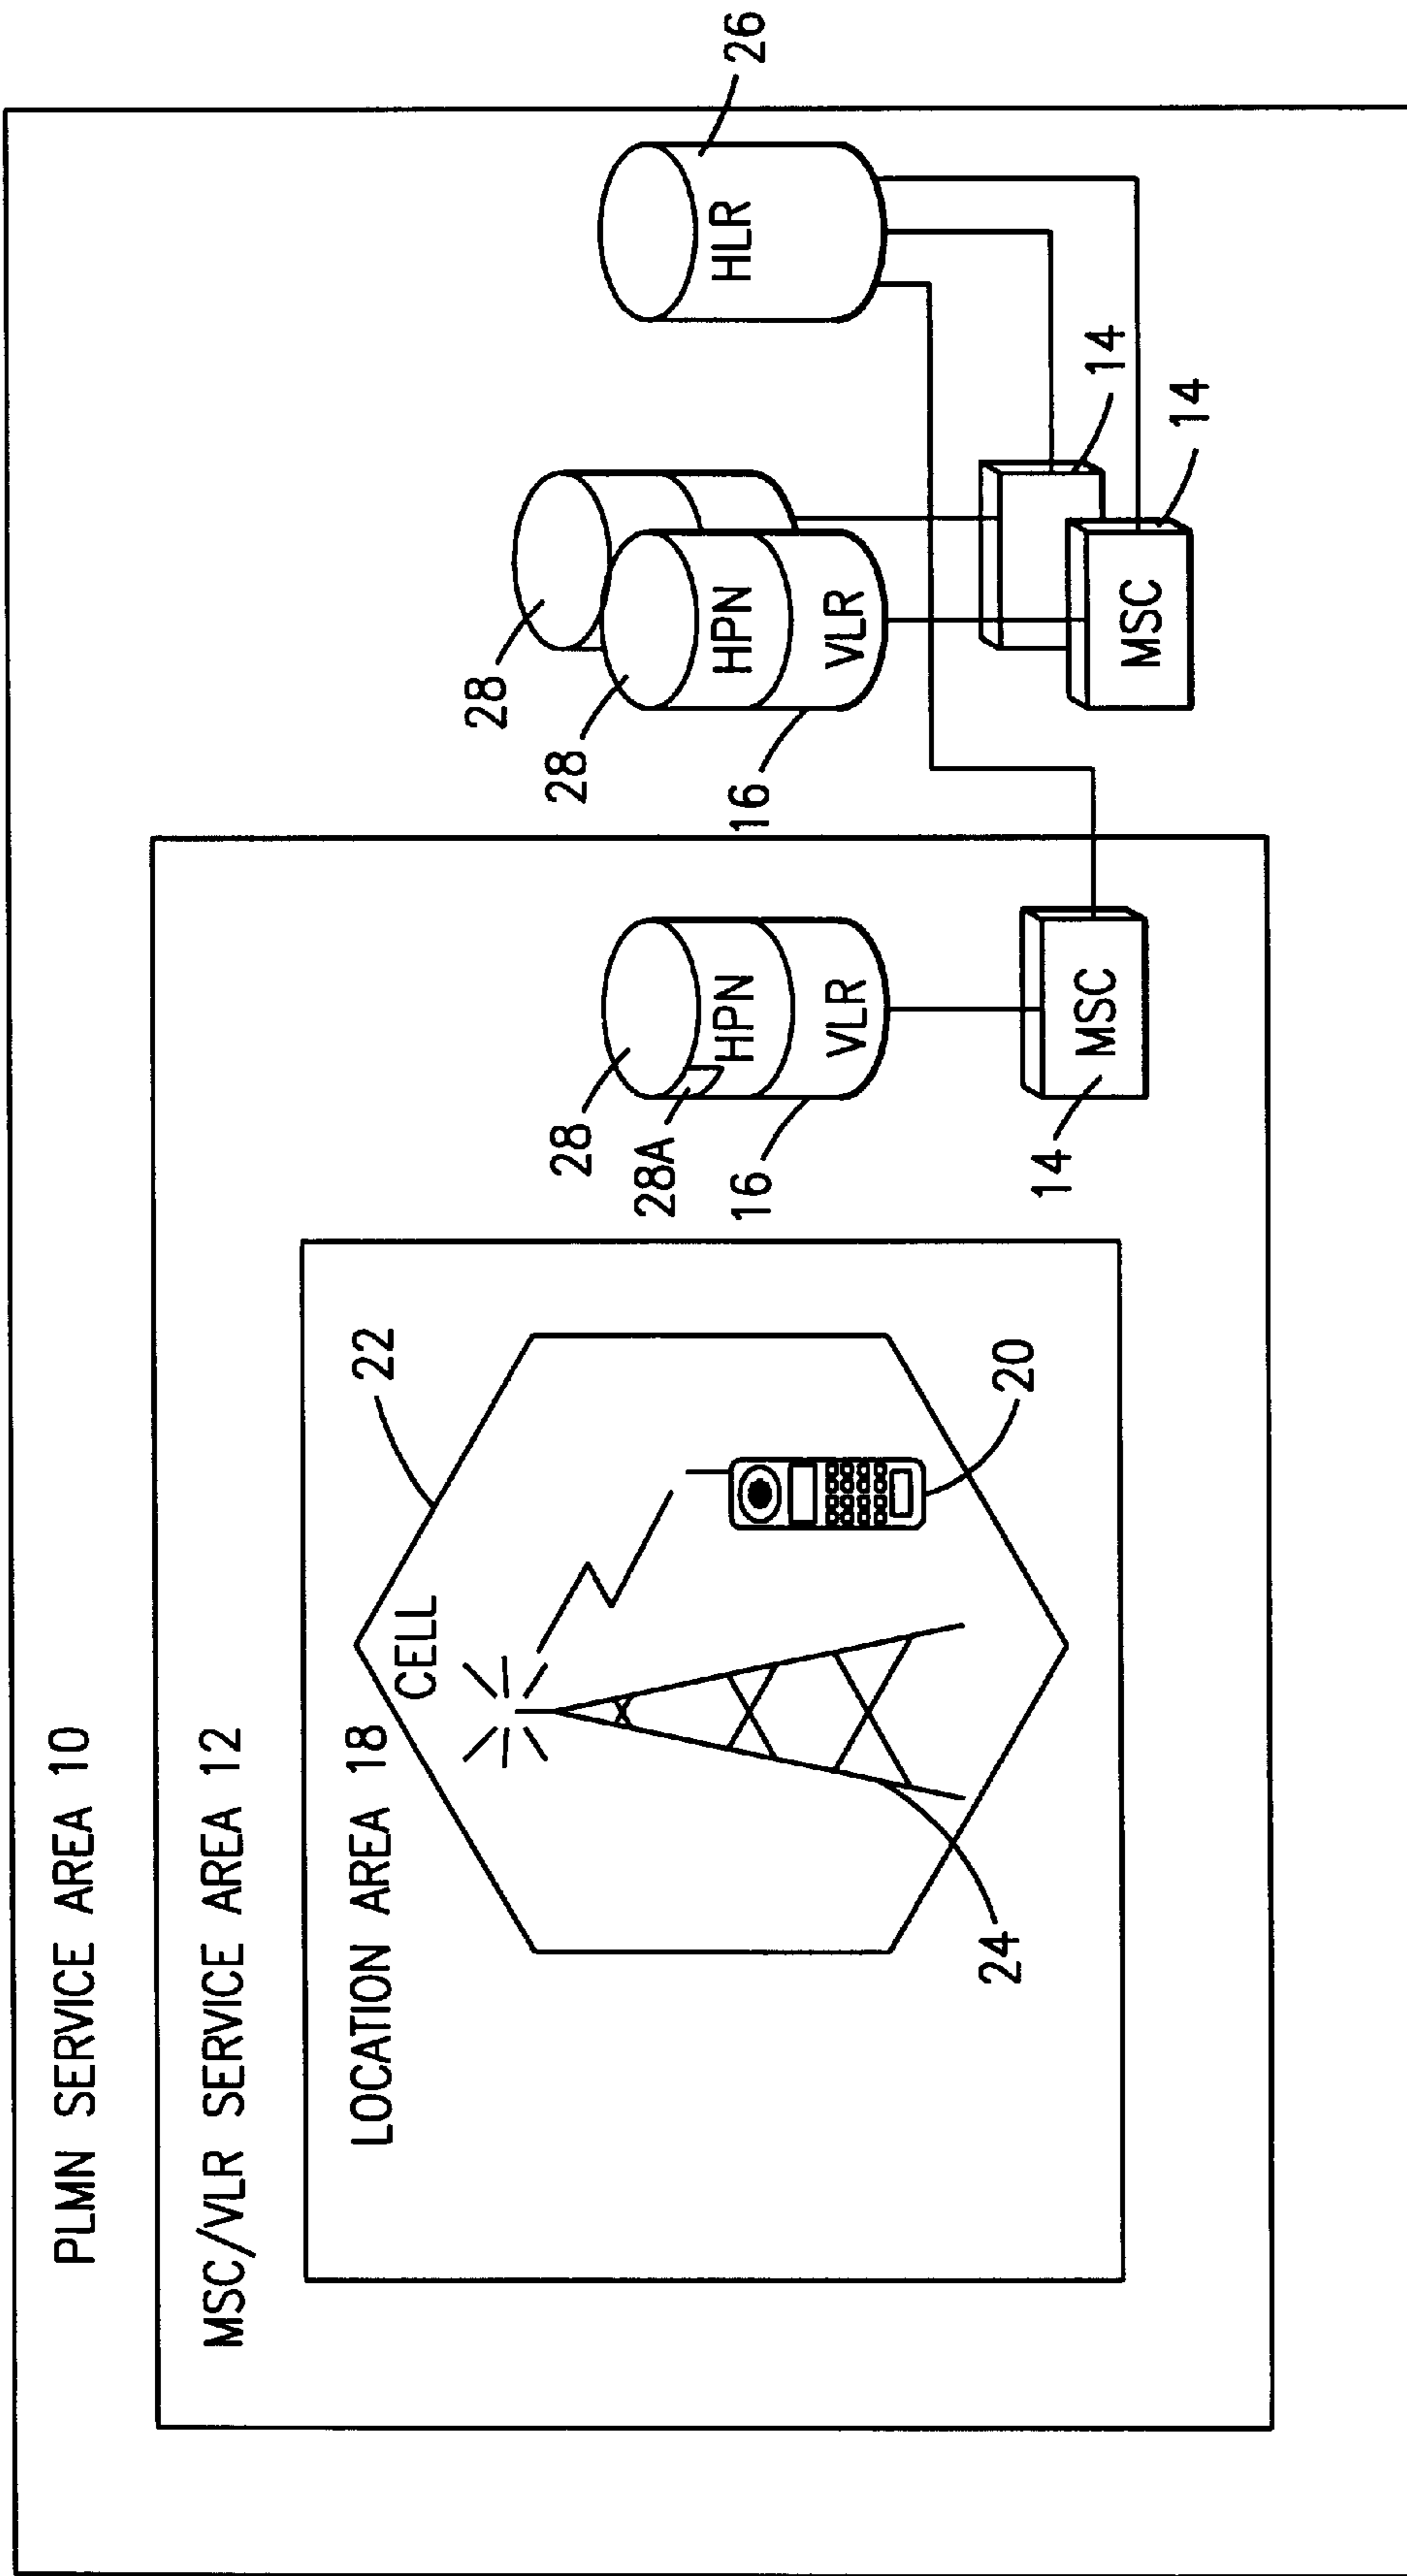 PLMN SERVICE AREA 10
MSC/VLR SERVICE AREA 12
LOCATION AREA 18
CELL
22
20
24
28
28A
HPN
VLR
16
MSC
14
28
28
HPN
VLR
16
14
MSC
14
HLR
26